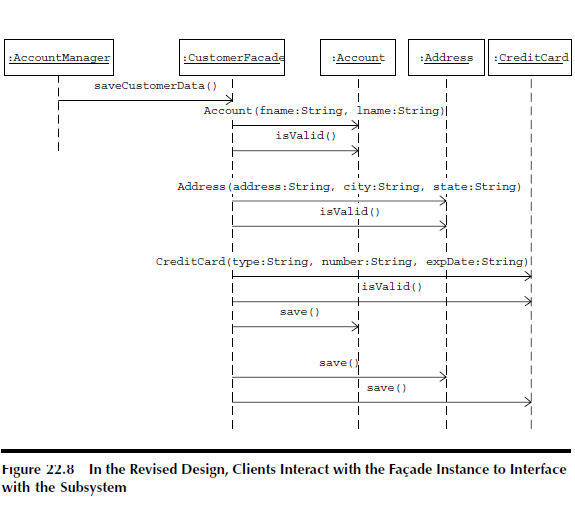 :AccountManager :CustomerFacade :Account :Address :CreditCard
saveCustomerData()
Account(fname:String, lname:String)
isValid()
Address(address:String, city:String, state:String)
isValid()
CreditCard(type:String, number:String, expDate:String)
isValid()
save()
save()
save()
Figure 22.8 In the Revised Design, Clients Interact with the Façade Instance to Interface
with the Subsystem